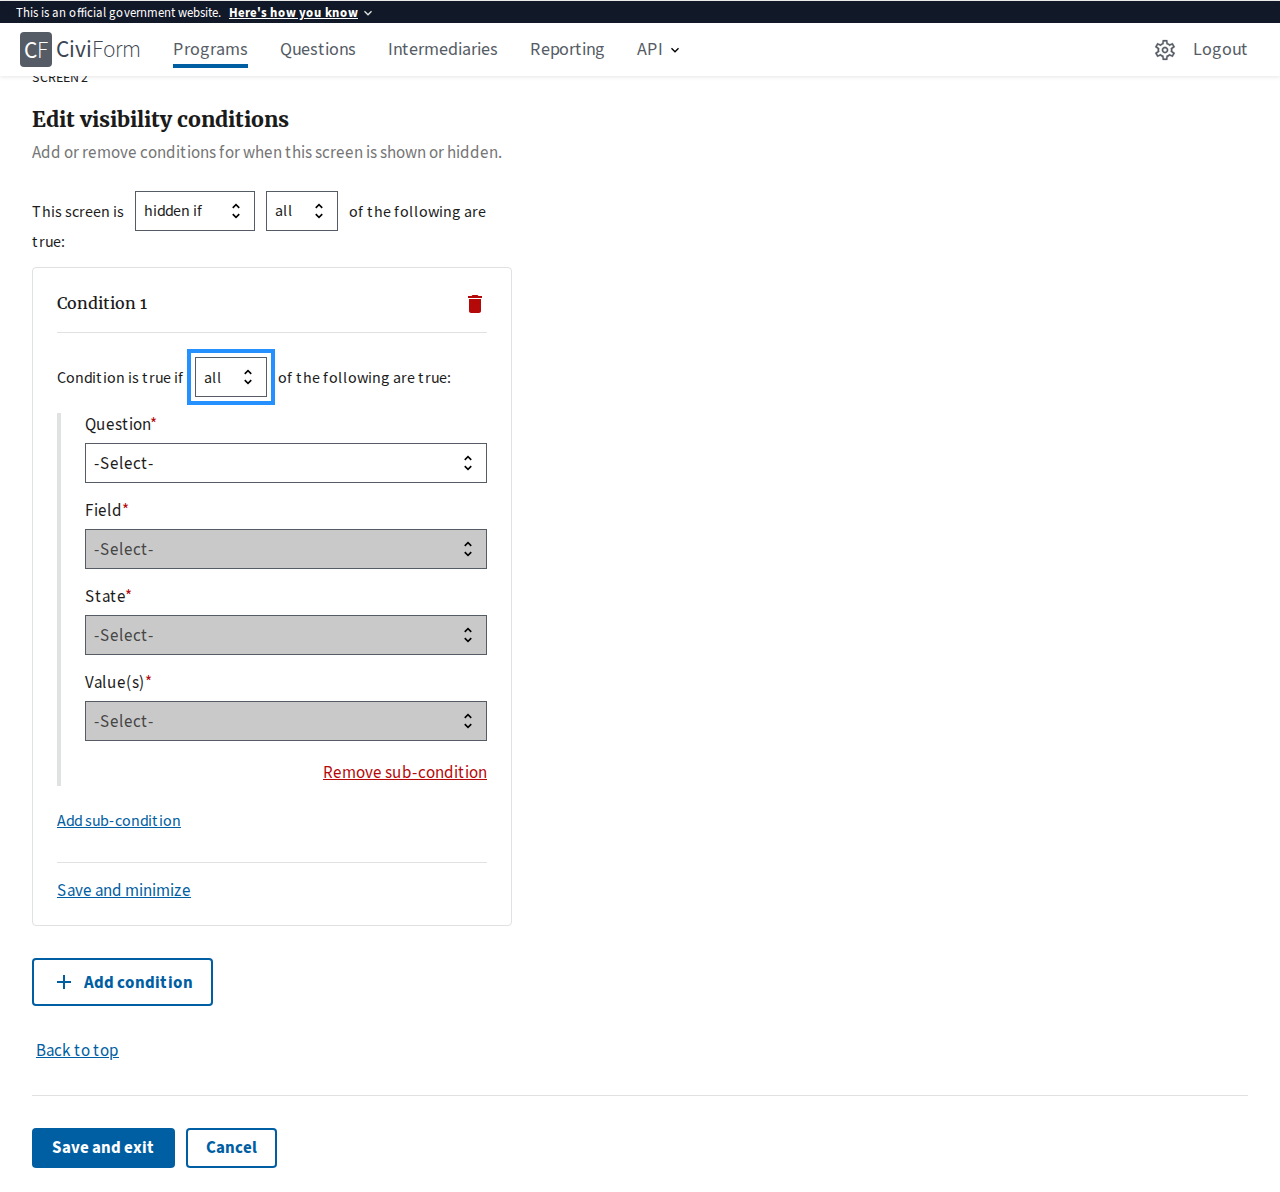 This is an official government website. Here's how you know
CF CiviForm Programs Questions Intermediaries Reporting API Logout
SCREEN 2
Edit visibility conditions
Add or remove conditions for when this screen is shown or hidden.
This screen is hidden if all of the following are
true:
Condition 1
Condition is true if all of the following are true:
Question*
-Select-
Field*
-Select-
State*
-Select-
Value(s)*
-Select-
Remove sub-condition
Add sub-condition
Save and minimize
Add condition
Back to top
Save and exit Cancel